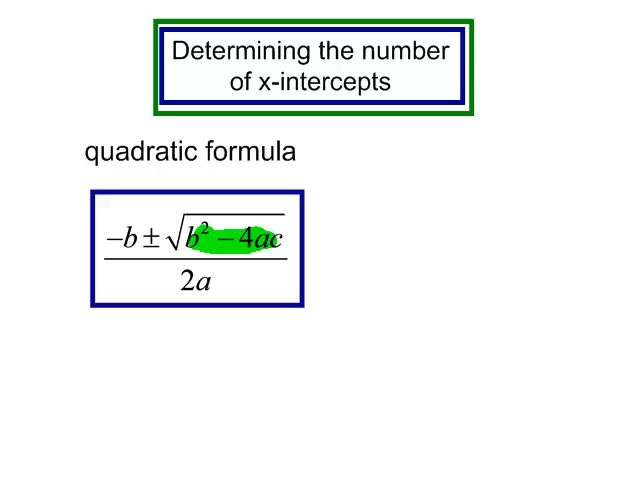 Determining the number
of x-intercepts
quadratic formula
–b ± √b² – 4ac
2a